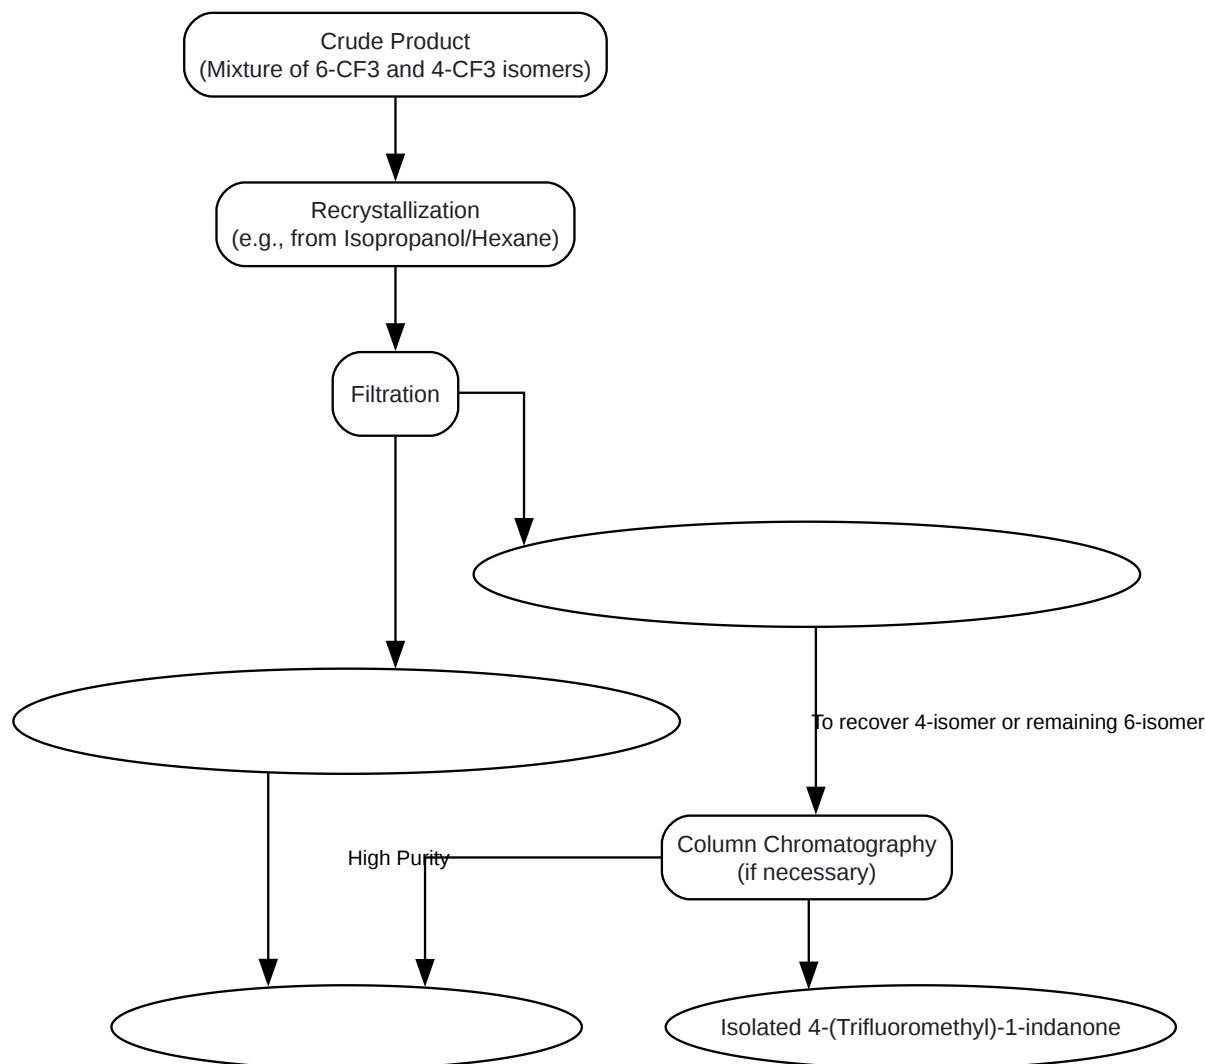 Crude Product
(Mixture of 6-CF3 and 4-CF3 isomers)
Recrystallization
(e.g., from Isopropanol/Hexane)
Filtration
To recover 4-isomer or remaining 6-isomer
Column Chromatography
(if necessary)
High Purity
Isolated 4-(Trifluoromethyl)-1-indanone